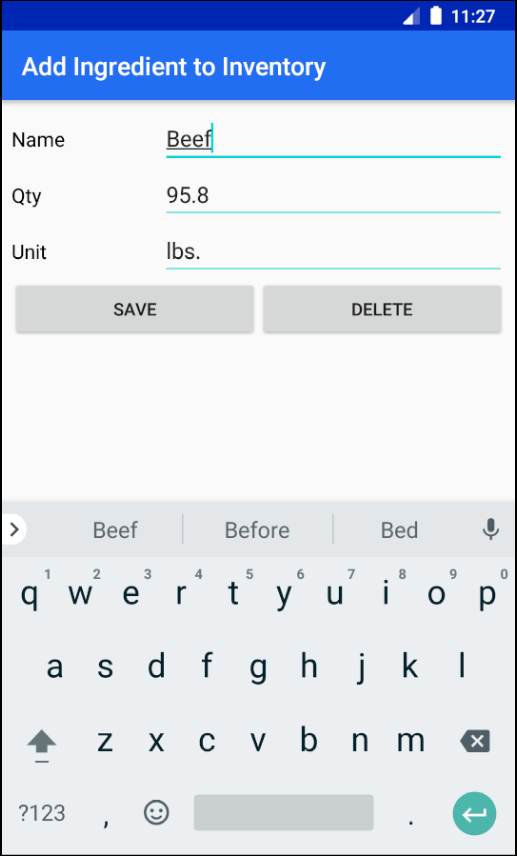 11:27
Add Ingredient to Inventory
Name Beef
Qty 95.8
Unit lbs.
SAVE DELETE
Beef Before Bed
1 2 3 4 5 6 7 8 9 0
q w e r t y u i o p
a s d f g h j k l
z x c v b n m
?123 , .